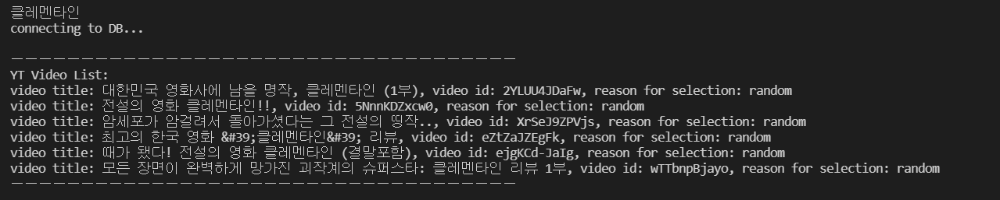 클레멘타인
connecting to DB...
ㅡㅡㅡㅡㅡㅡㅡㅡㅡㅡㅡㅡㅡㅡㅡㅡㅡㅡㅡㅡㅡㅡㅡㅡㅡㅡㅡㅡㅡㅡㅡㅡㅡㅡㅡㅡ
YT Video List:
video title: 대한민국 영화사에 남을 명작, 클레멘타인 (1부), video id: 2YLUU4JDaFw, reason for selection: random
video title: 전설의 영화 클레멘타인!!, video id: 5NnnKDZxcw0, reason for selection: random
video title: 암세포가 암걸려서 돌아가셨다는 그 전설의 띵작.., video id: XrSeJ9ZPVjs, reason for selection: random
video title: 최고의 한국 영화 &#39;클레멘타인&#39; 리뷰, video id: eZtZaJZEgFk, reason for selection: random
video title: 때가 됐다! 전설의 영화 클레멘타인 (결말포함), video id: ejgKCd-JaIg, reason for selection: random
video title: 모든 장면이 완벽하게 망가진 괴작계의 슈퍼스타: 클레멘타인 리뷰 1부, video id: wTTbnpBjayo, reason for selection: random
ㅡㅡㅡㅡㅡㅡㅡㅡㅡㅡㅡㅡㅡㅡㅡㅡㅡㅡㅡㅡㅡㅡㅡㅡㅡㅡㅡㅡㅡㅡㅡㅡㅡㅡㅡㅡ